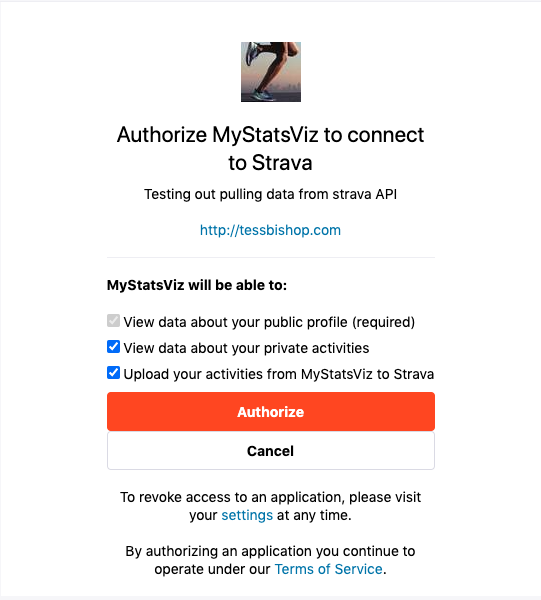 Authorize MyStatsViz to connect
to Strava
Testing out pulling data from strava API
http://tessbishop.com
MyStatsViz will be able to:
View data about your public profile (required)
View data about your private activities
Upload your activities from MyStatsViz to Strava
Authorize
Cancel
To revoke access to an application, please visit
your settings at any time.
By authorizing an application you continue to
operate under our Terms of Service.